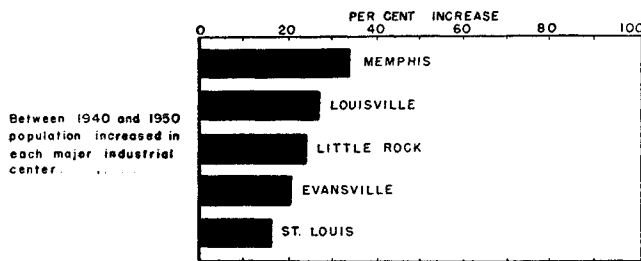 PER CENT INCREASE
0 20 40 60 80 100
MEMPHIS
LOUISVILLE
LITTLE ROCK
EVANSVILLE
ST. LOUIS
Between 1940 and 1950
population increased in
each major industrial
center.